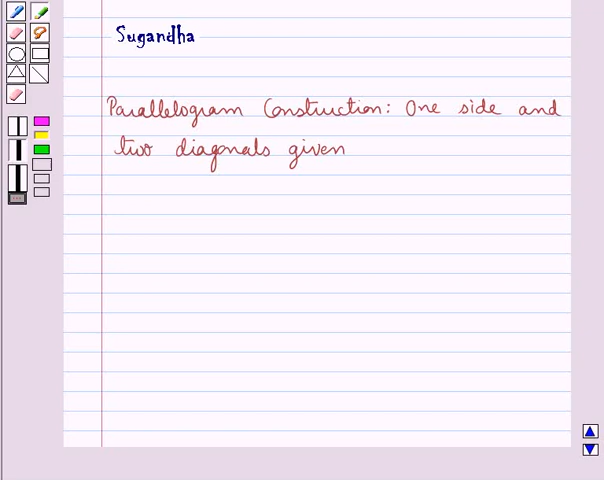 Sugandha
Parallelogram Construction: One side and
two diagonals given